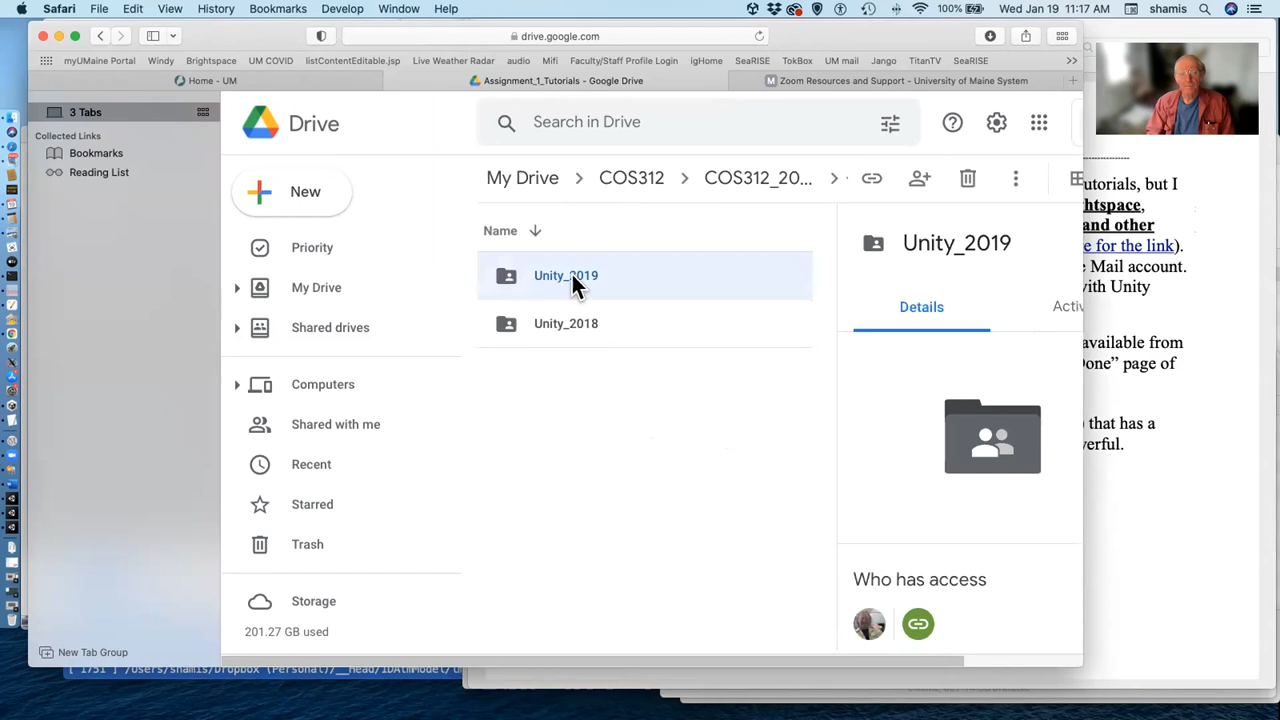 Safari File Edit View History Bookmarks Develop Window Help 100% Wed Jan 19 11:17 AM shamis
drive.google.com
myUMaine Portal Windy Brightspace UM COVID listContentEditable.jsp Live Weather Radar audio Mifi Faculty/Staff Profile Login igHome SeaRISE TokBox UM mail Jango TitanTV SeaRISE >>
Home - UM Assignment_1_Tutorials - Google Drive Zoom Resources and Support - University of Maine System
3 Tabs
Collected Links
Bookmarks
Reading List
New Tab Group
Drive
Search in Drive
New
My Drive > COS312 > COS312_20... >
Priority
My Drive
Shared drives
Computers
Shared with me
Recent
Starred
Trash
Storage
201.27 GB used
Name
Unity_2019
Unity_2018
Unity_2019
Details Activ
Who has access
utorials, but I
htspace,
and other
e for the link).
e Mail account.
vith Unity
available from
Done” page of
that has a
verful.